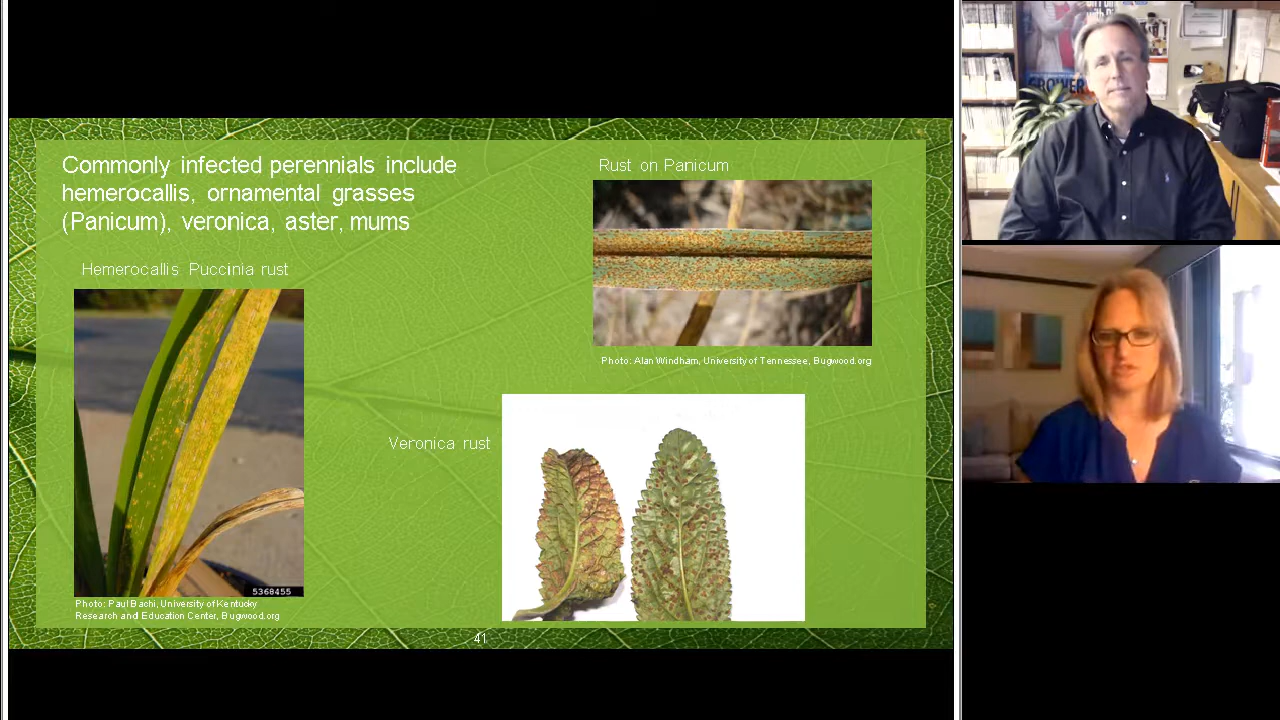 Commonly infected perennials include
hemerocallis, ornamental grasses
(Panicum), veronica, aster, mums
Hemerocallis Puccinia rust
5368455
Photo: Paul Bachi, University of Kentucky
Research and Education Center, Bugwood.org
Rust on Panicum
Photo: Alan Windham, University of Tennessee, Bugwood.org
Veronica rust
41
GROWER